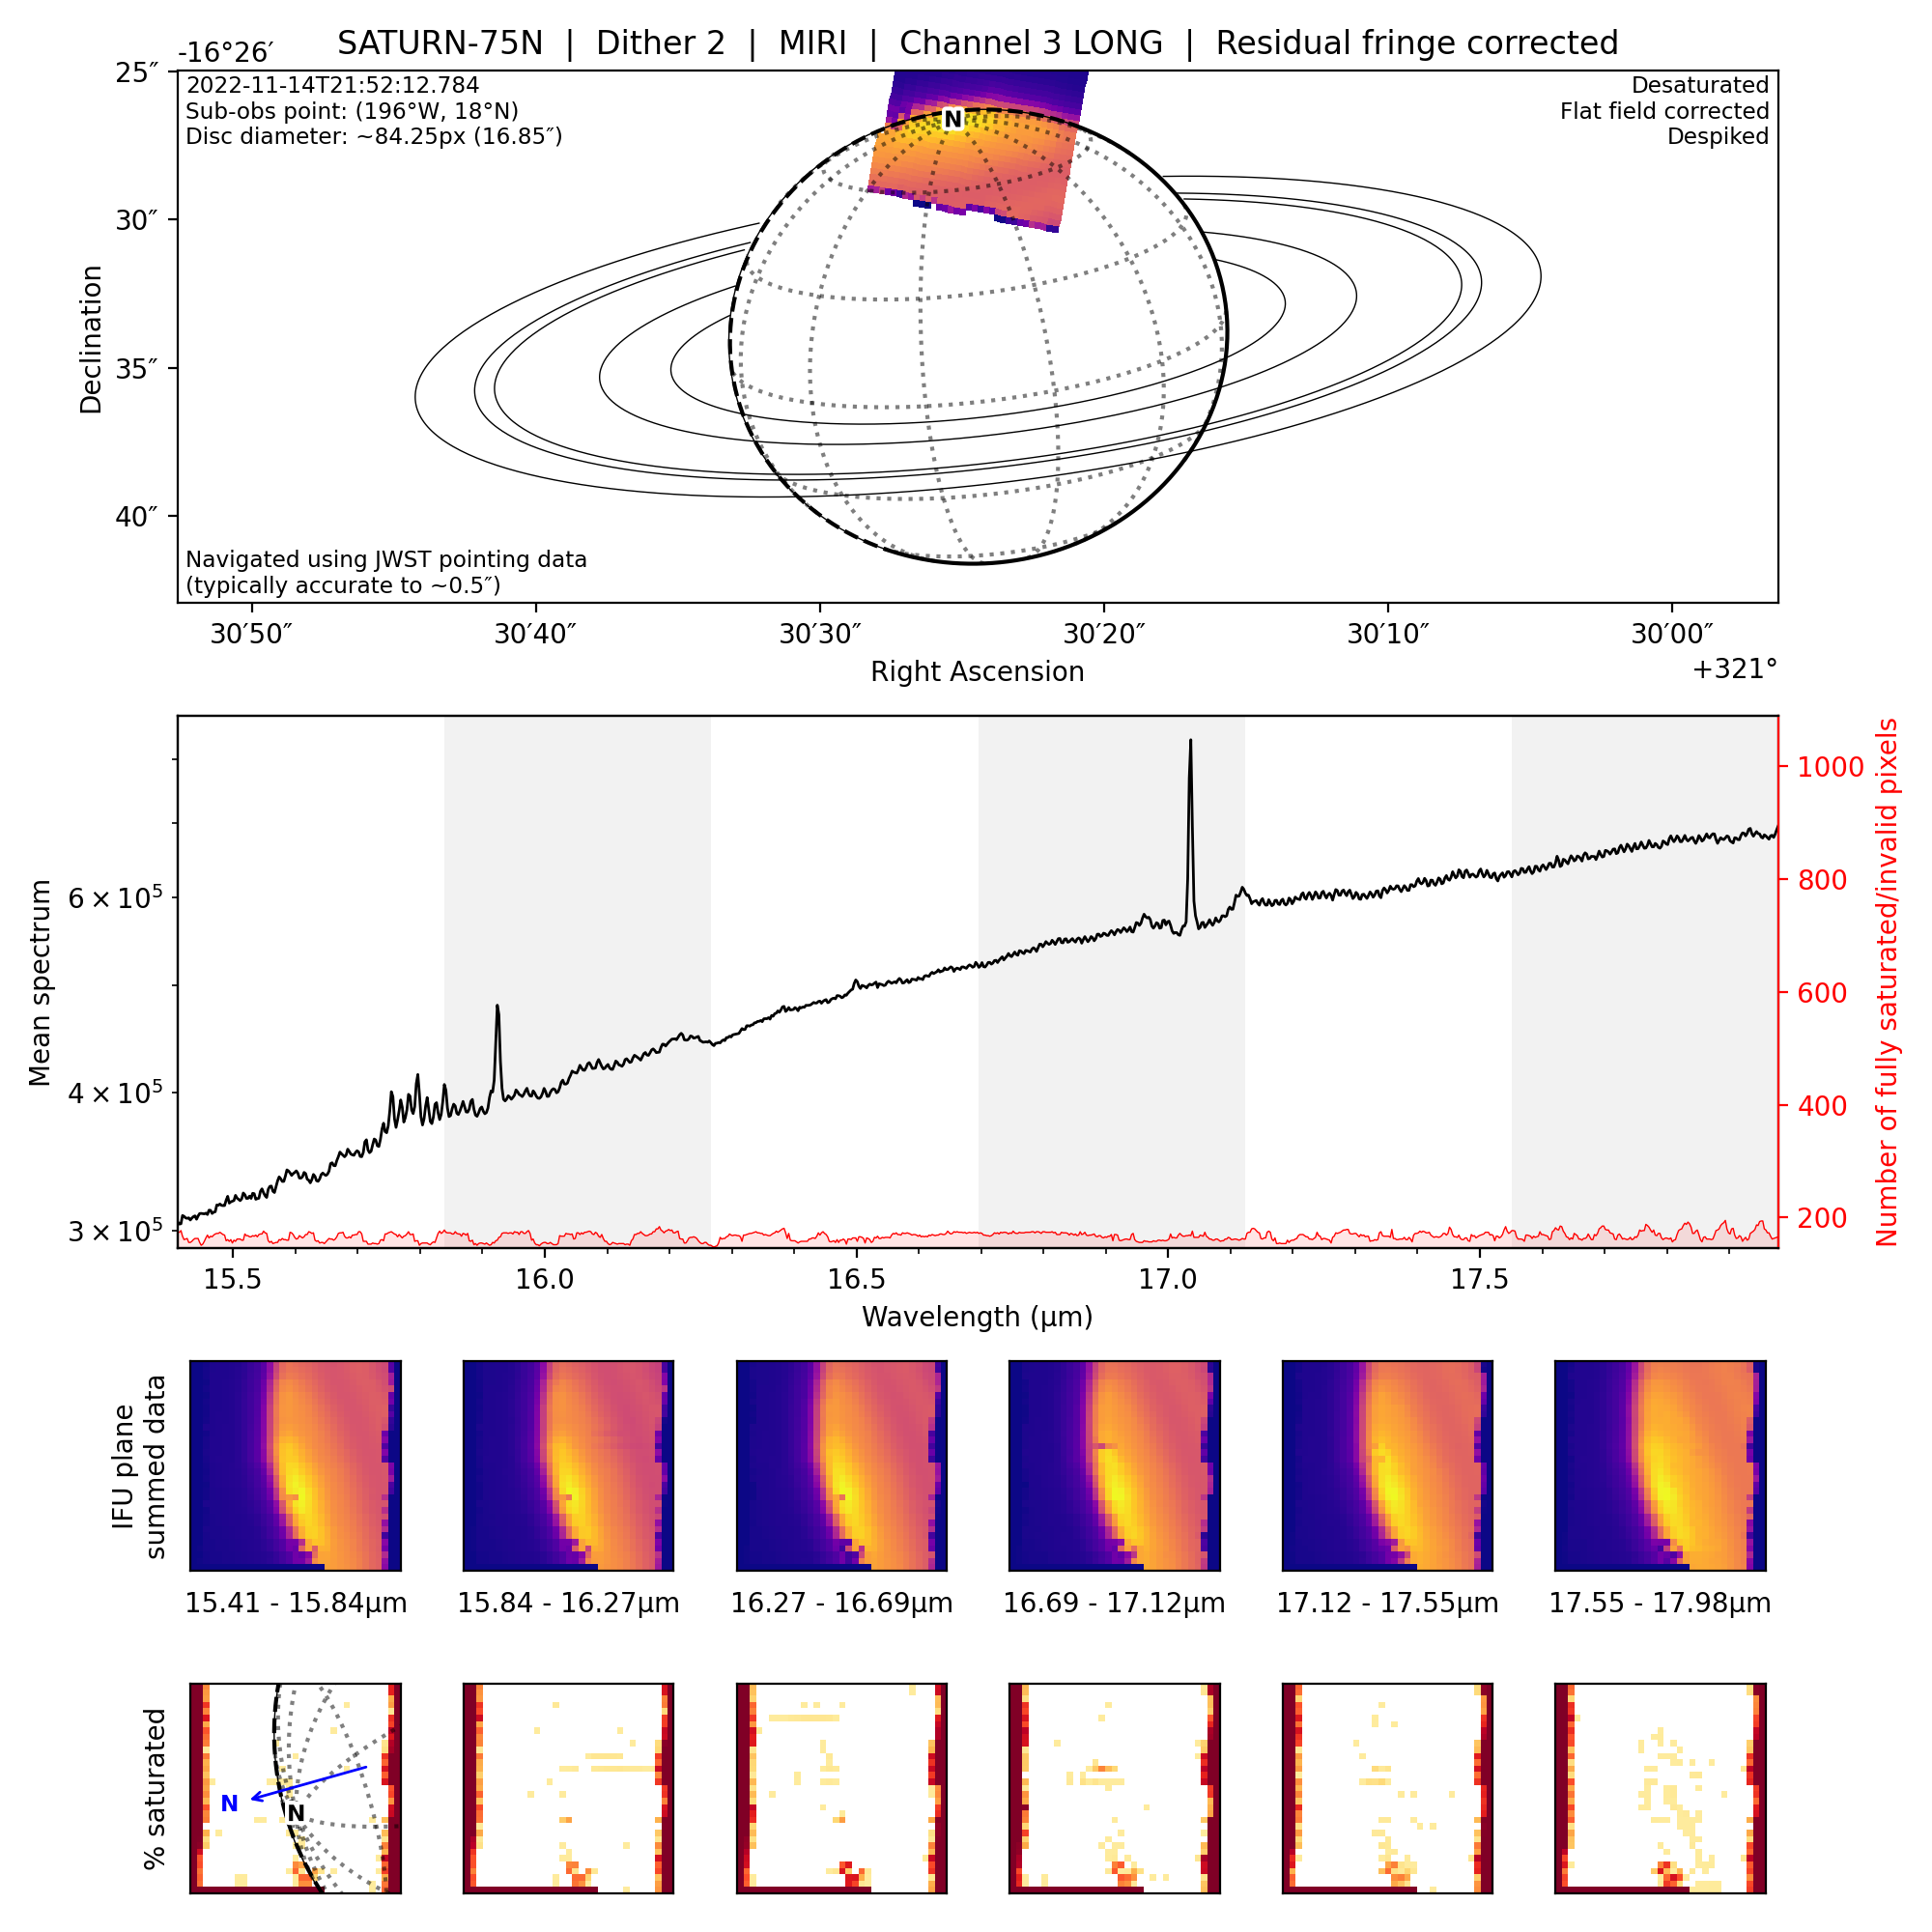 SATURN-75N | Dither 2 | MIRI | Channel 3 LONG | Residual fringe corrected
-16°26′
2022-11-14T21:52:12.784
Sub-obs point: (196°W, 18°N)
Disc diameter: ~84.25px (16.85″)
Desaturated
Flat field corrected
Despiked
N
25″
30″
35″
40″
Declination
Navigated using JWST pointing data
(typically accurate to ~0.5″)
30′50″ 30′40″ 30′30″ 30′20″ 30′10″ 30′00″
Right Ascension
+321°
Mean spectrum
6 × 10⁵
4 × 10⁵
3 × 10⁵
1000
800
600
400
200
Number of fully saturated/invalid pixels
15.5 16.0 16.5 17.0 17.5
Wavelength (µm)
IFU plane
summed data
15.41 - 15.84µm 15.84 - 16.27µm 16.27 - 16.69µm 16.69 - 17.12µm 17.12 - 17.55µm 17.55 - 17.98µm
% saturated
N
N